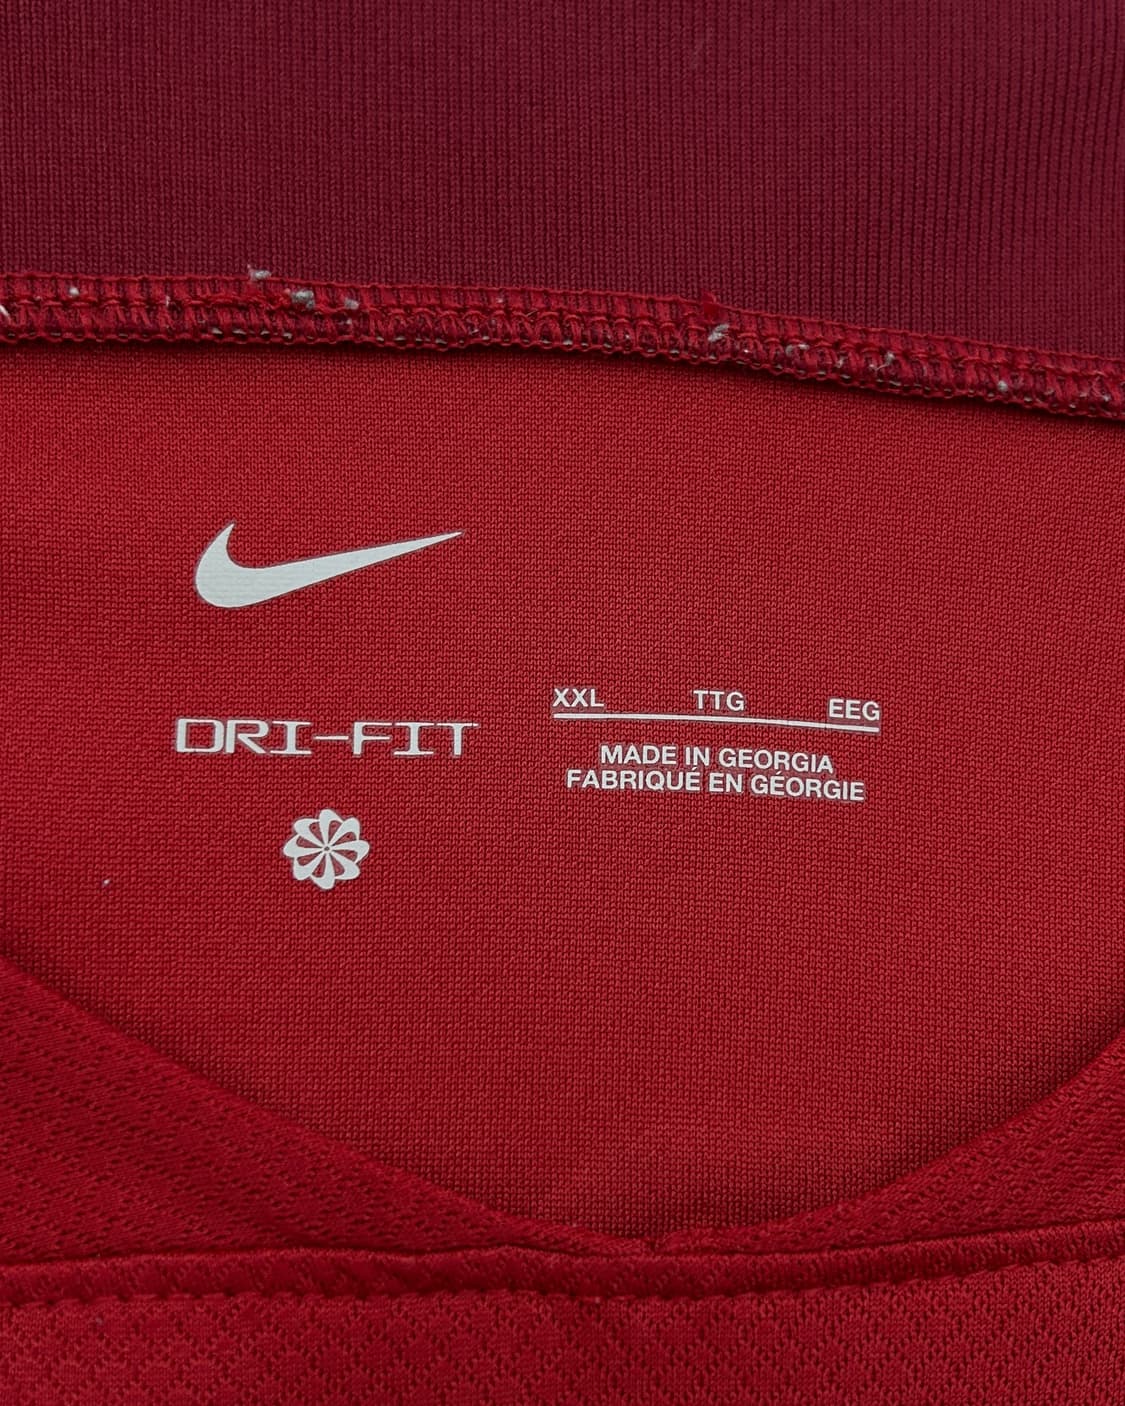 DRI-FIT
XXL TTG EEG
MADE IN GEORGIA
FABRIQUÉ EN GÉORGIE